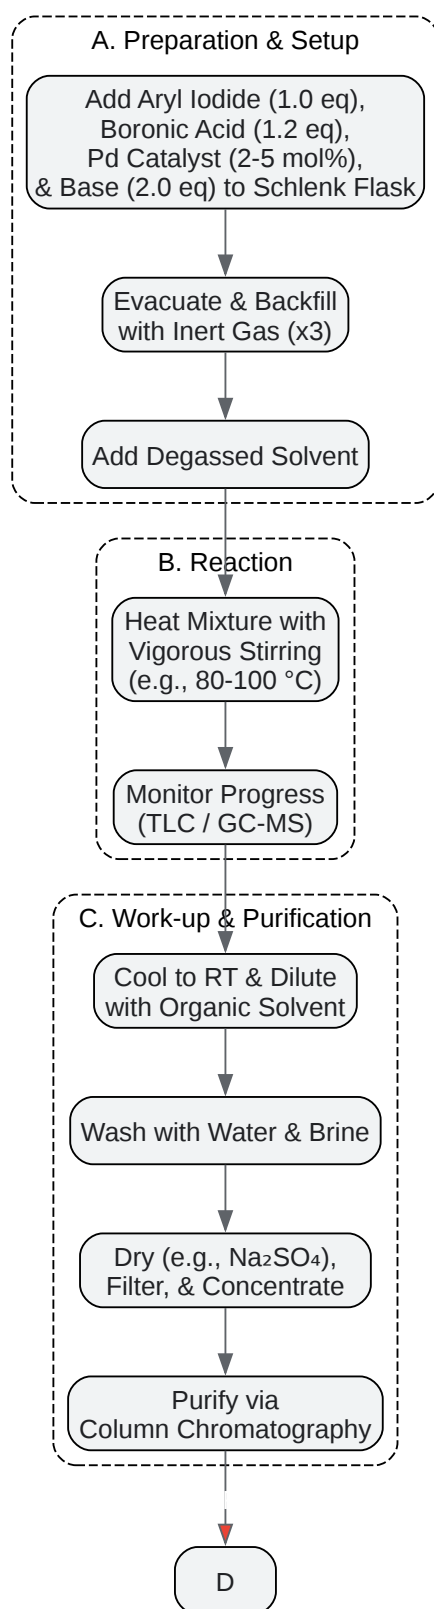 A. Preparation & Setup
Add Aryl Iodide (1.0 eq),
Boronic Acid (1.2 eq),
Pd Catalyst (2-5 mol%),
& Base (2.0 eq) to Schlenk Flask
Evacuate & Backfill
with Inert Gas (x3)
Add Degassed Solvent
B. Reaction
Heat Mixture with
Vigorous Stirring
(e.g., 80-100 °C)
Monitor Progress
(TLC / GC-MS)
C. Work-up & Purification
Cool to RT & Dilute
with Organic Solvent
Wash with Water & Brine
Dry (e.g., Na₂SO₄),
Filter, & Concentrate
Purify via
Column Chromatography
D